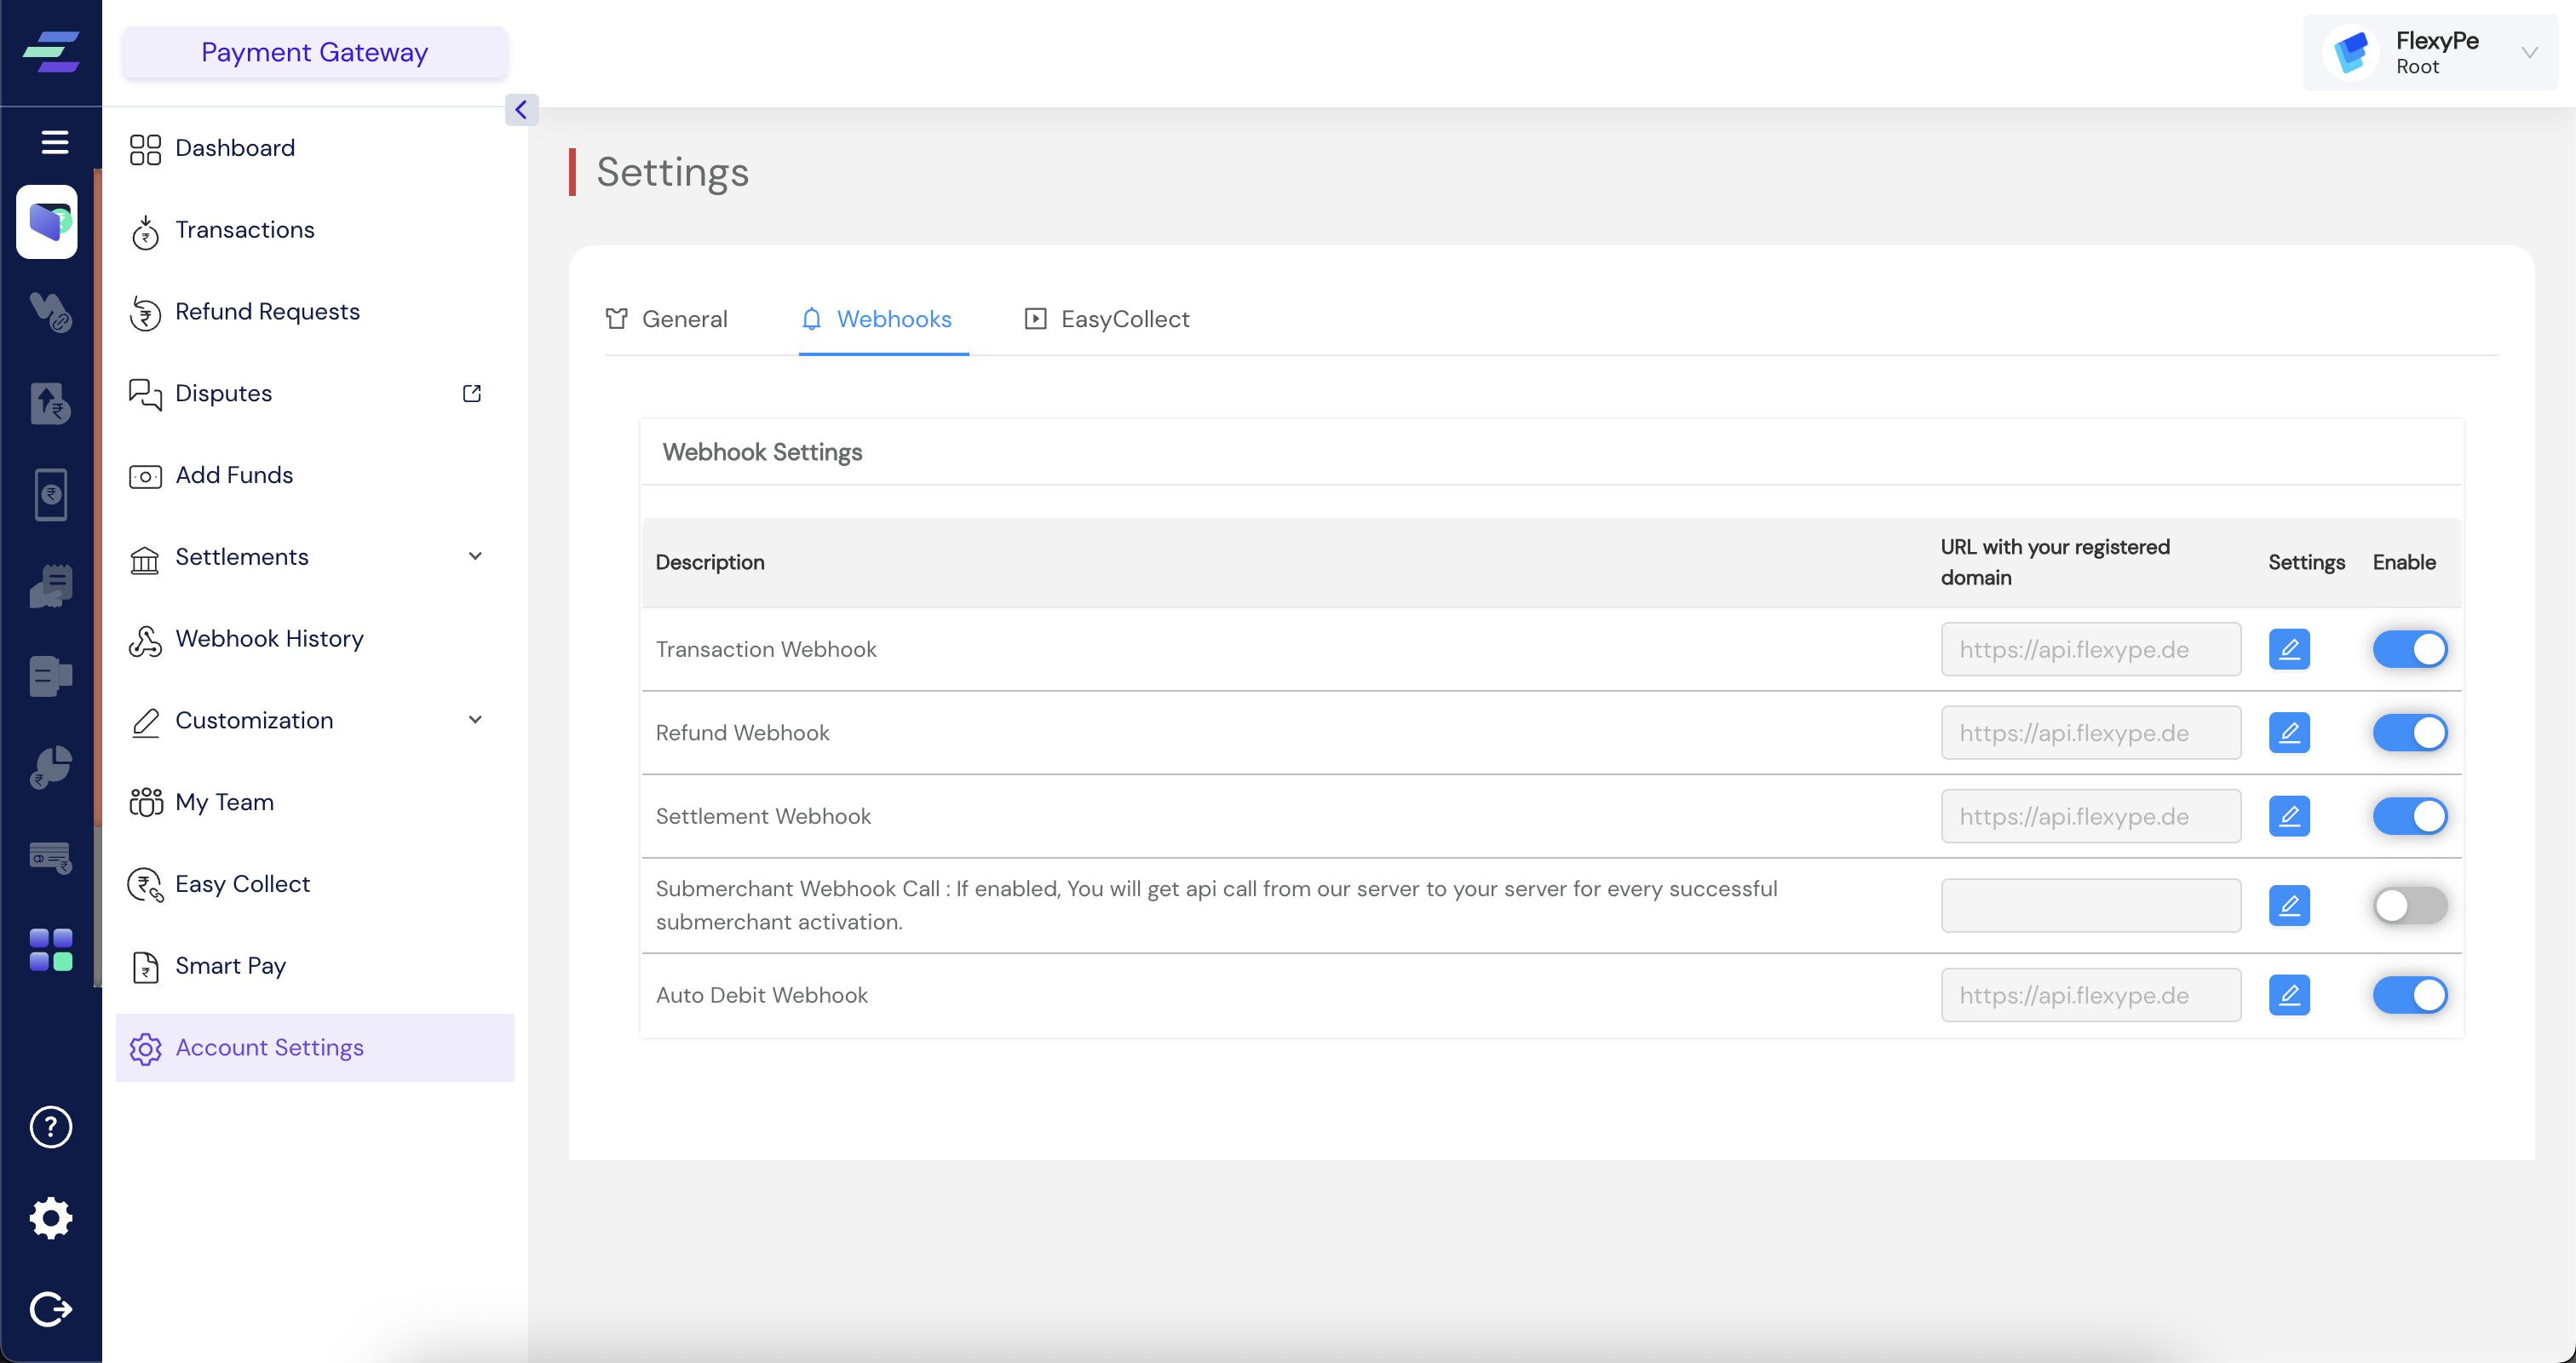 Payment Gateway
FlexyPe
Root
Dashboard
Transactions
Refund Requests
Disputes
Add Funds
Settlements
Webhook History
Customization
My Team
Easy Collect
Smart Pay
Account Settings
Settings
General
Webhooks
EasyCollect
Webhook Settings
Description
URL with your registered
domain
Settings
Enable
Transaction Webhook
https://api.flexype.de
Refund Webhook
https://api.flexype.de
Settlement Webhook
https://api.flexype.de
Submerchant Webhook Call : If enabled, You will get api call from our server to your server for every successful
submerchant activation.
Auto Debit Webhook
https://api.flexype.de